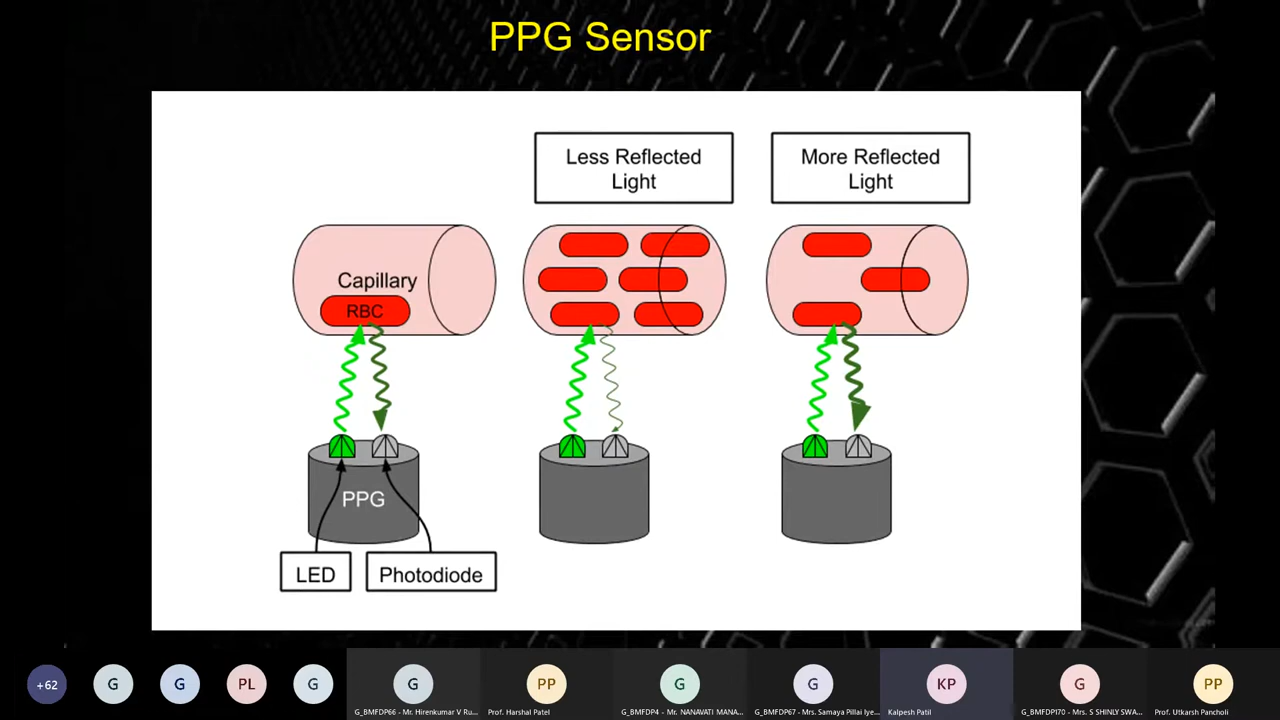 PPG Sensor
Less Reflected
Light
More Reflected
Light
Capillary
RBC
PPG
LED
Photodiode
+62
G
G
PL
G
G
G_BMFDP66 - Mr. Hirenkumar V Ru...
PP
Prof. Harshal Patel
G
G_BMFDP4 - Mr. NANAVATI MANA...
G
G_BMFDP67 - Mrs. Samaya Pillai Iye...
KP
Kalpesh Patil
G
G_BMFDP170 - Mrs. S SHINLY SWA...
PP
Prof. Utkarsh Pancholi